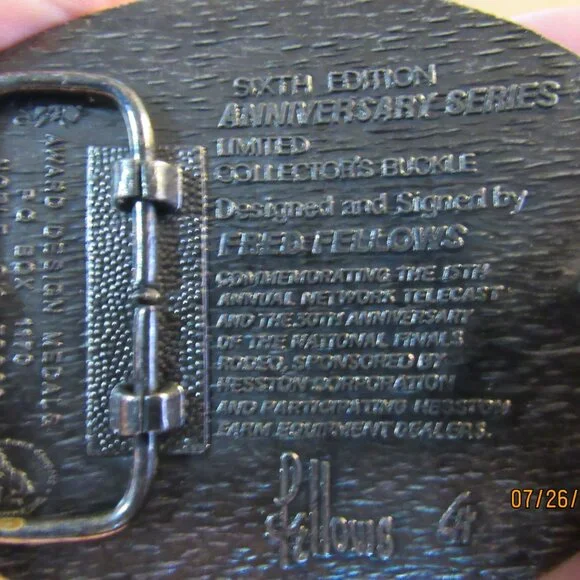 SIXTH EDITION
ANNIVERSARY SERIES
LIMITED
COLLECTOR'S BUCKLE
Designed and Signed by
FRED FELLOWS
COMMEMORATING THE 15TH
ANNUAL NETWORK TELECAST
AND THE 30TH ANNIVERSARY
OF THE NATIONAL FINALS
RODEO, SPONSORED BY
HESSTON CORPORATION
AND PARTICIPATING HESSTON
FARM EQUIPMENT DEALERS.
Fellows
AWARD DESIGN MEDALS
P.O. BOX
07/26/